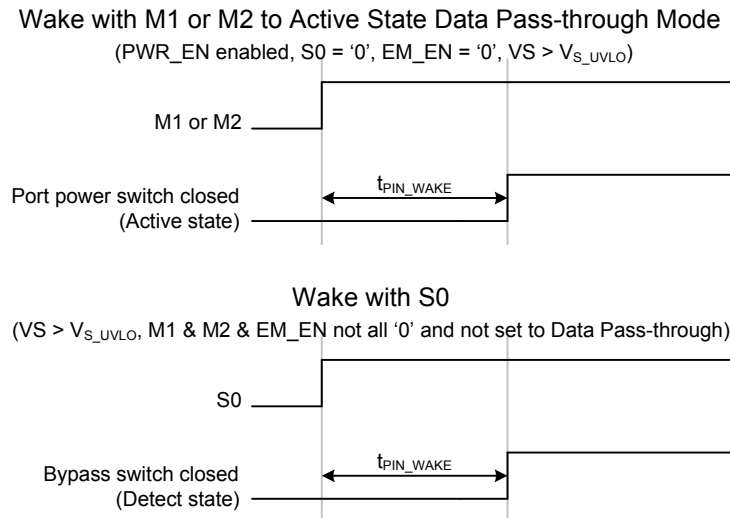 Wake with M1 or M2 to Active State Data Pass-through Mode
(PWR_EN enabled, S0 = ‘0’, EM_EN = ‘0’, VS > VS_UVLO)
M1 or M2
Port power switch closed
(Active state)
tPIN_WAKE
Wake with S0
(VS > VS_UVLO, M1 & M2 & EM_EN not all ‘0’ and not set to Data Pass-through)
S0
Bypass switch closed
(Detect state)
tPIN_WAKE